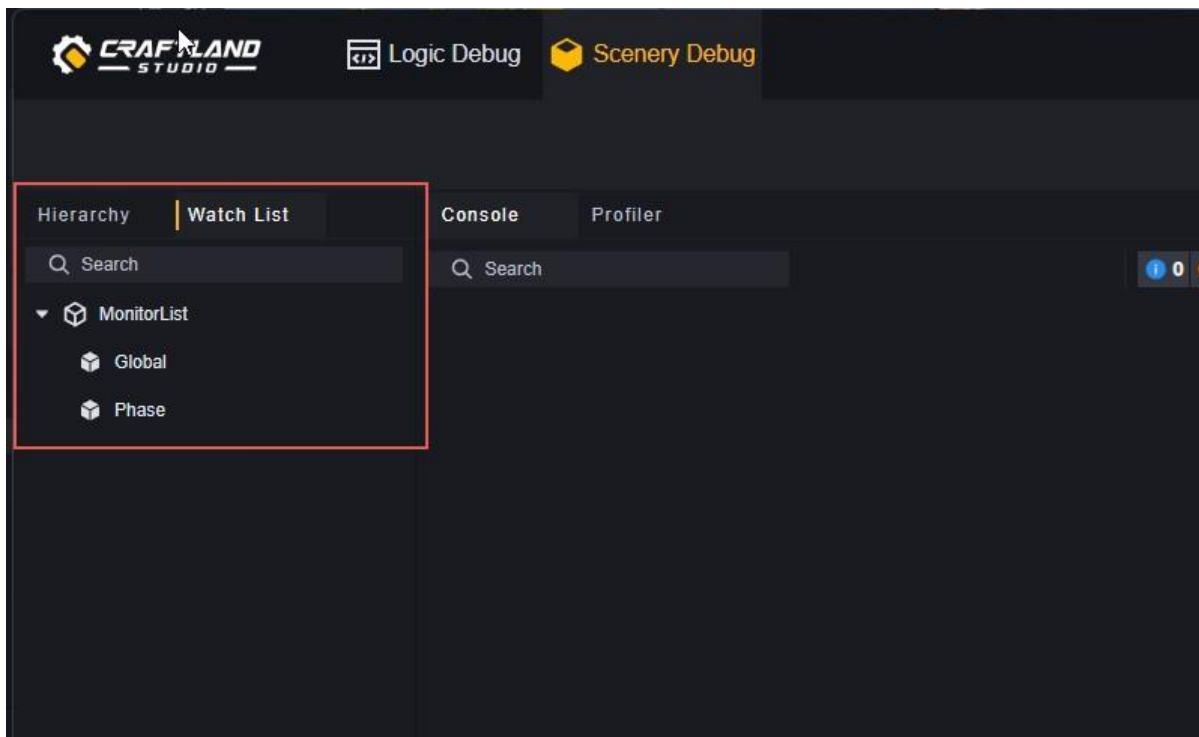 CRAFTLAND
STUDIO
Logic Debug
Scenery Debug
Hierarchy
Watch List
Console
Profiler
Search
Search
0
MonitorList
Global
Phase